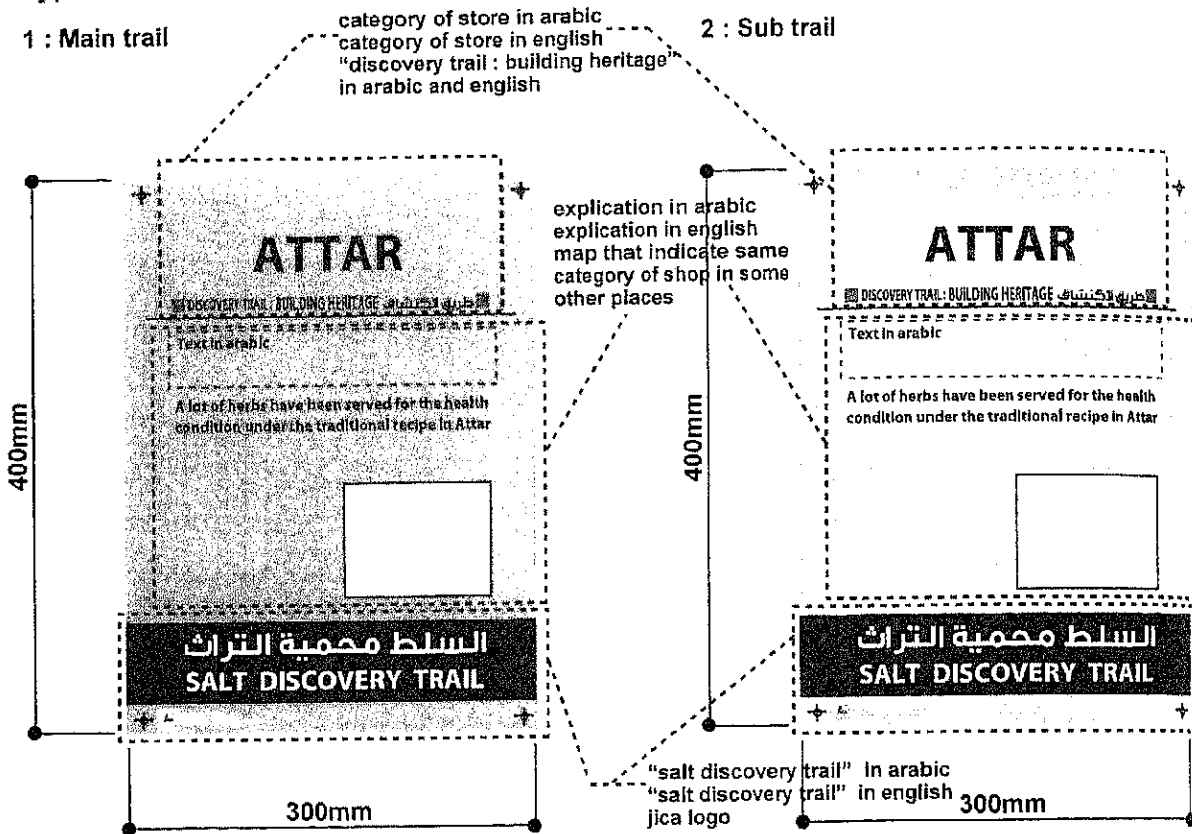 1 : Main trail
category of store in arabic
category of store in english
“discovery trail : building heritage”
in arabic and english
2 : Sub trail
ATTAR
DISCOVERY TRAIL : BUILDING HERITAGE طريق الاكتشاف
Text in arabic
A lot of herbs have been served for the health
condition under the traditional recipe in Attar
السلط محمية التراث
SALT DISCOVERY TRAIL
400mm
300mm
explication in arabic
explication in english
map that indicate same
category of shop in some
other places
ATTAR
DISCOVERY TRAIL : BUILDING HERITAGE طريق الاكتشاف
Text in arabic
A lot of herbs have been served for the health
condition under the traditional recipe in Attar
السلط محمية التراث
SALT DISCOVERY TRAIL
400mm
300mm
“salt discovery trail” in arabic
“salt discovery trail” in english
jica logo